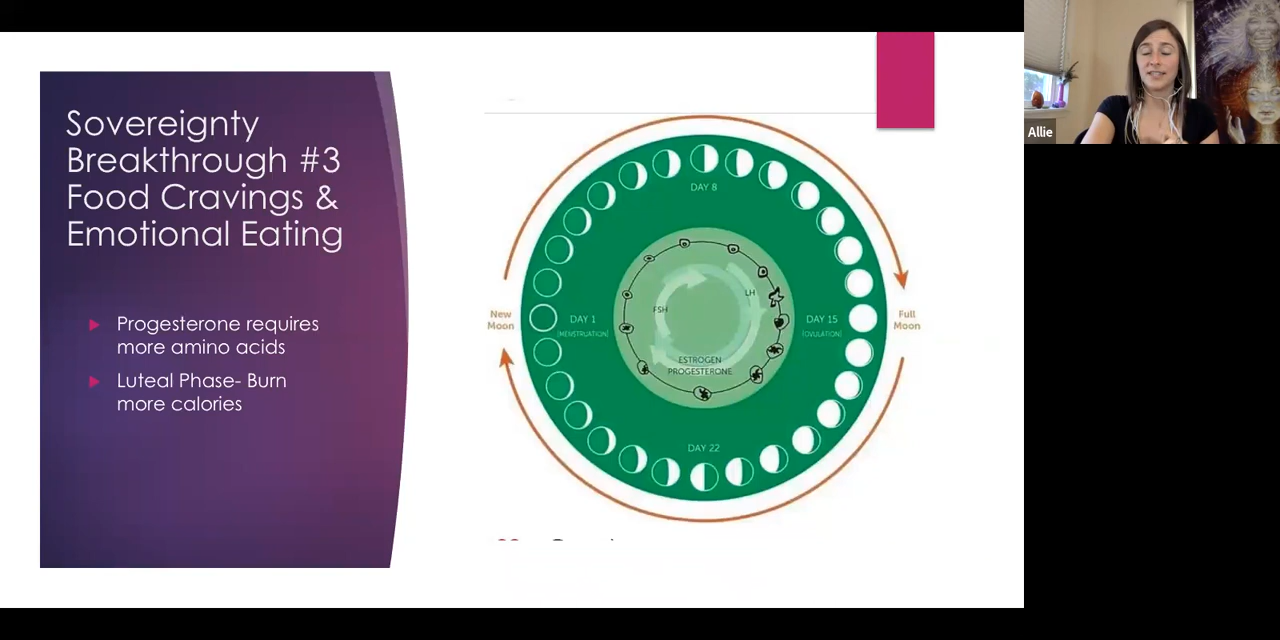 Sovereignty
Breakthrough #3
Food Cravings &
Emotional Eating
Progesterone requires
more amino acids
Luteal Phase- Burn
more calories
DAY 8
New
Moon
DAY 1
(MENSTRUATION)
FSH
LH
ESTROGEN
PROGESTERONE
DAY 15
(OVULATION)
Full
Moon
DAY 22
Allie